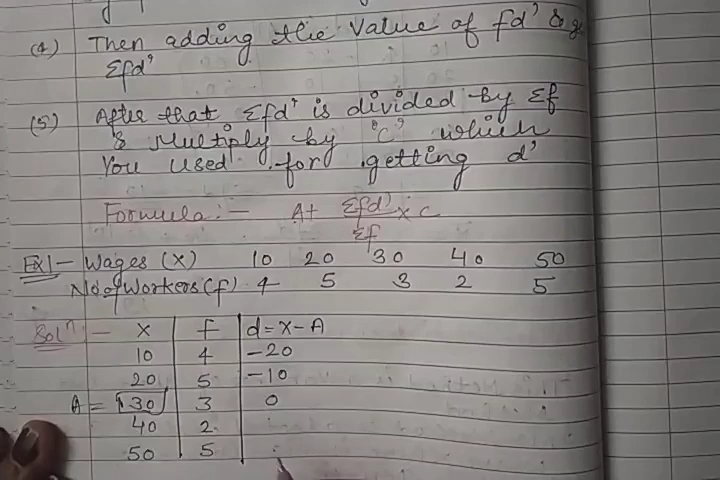 (4) Then adding the Value of fd' & get
Σfd'
(5) After that Σfd' is divided by Σf
& Multiply by 'C' which
You used for getting d'
Formula:- A+ Σfd'/Σf × C
EX1- Wages (X) 10 20 30 40 50
No of Workers (f) 4 5 3 2 5
Solⁿ:- X f d=X-A
10 4 -20
20 5 -10
A = 30 3 0
40 2
50 5